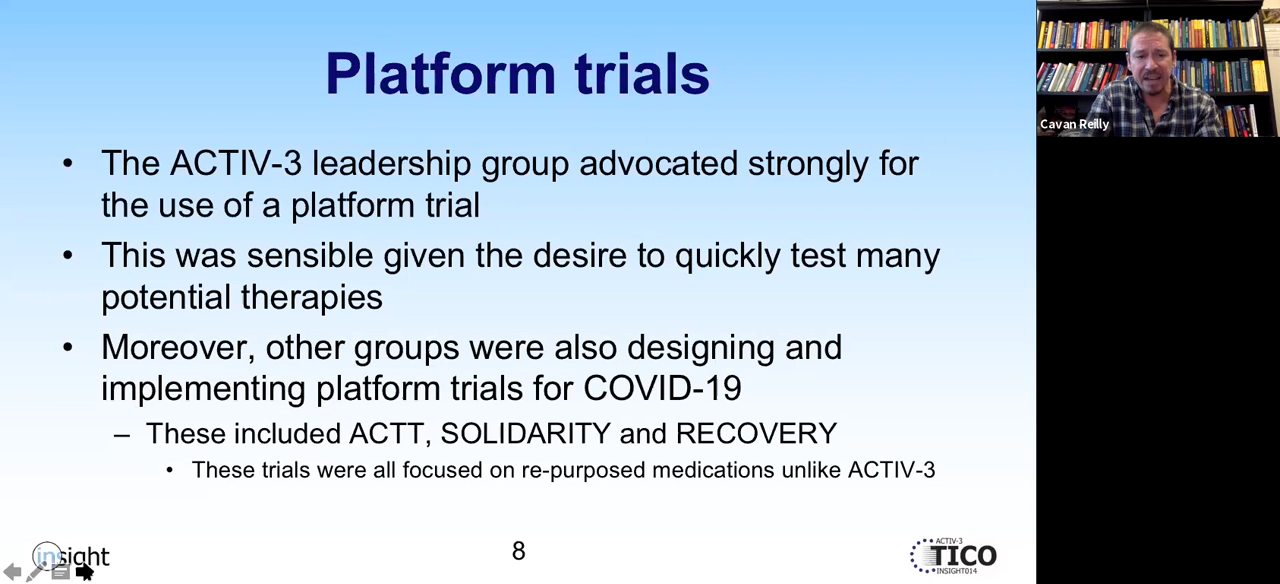 Platform trials
• The ACTIV-3 leadership group advocated strongly for
the use of a platform trial
• This was sensible given the desire to quickly test many
potential therapies
• Moreover, other groups were also designing and
implementing platform trials for COVID-19
– These included ACTT, SOLIDARITY and RECOVERY
• These trials were all focused on re-purposed medications unlike ACTIV-3
insight
8
ACTIV-3
TICO
INSIGHT014
Cavan Reilly